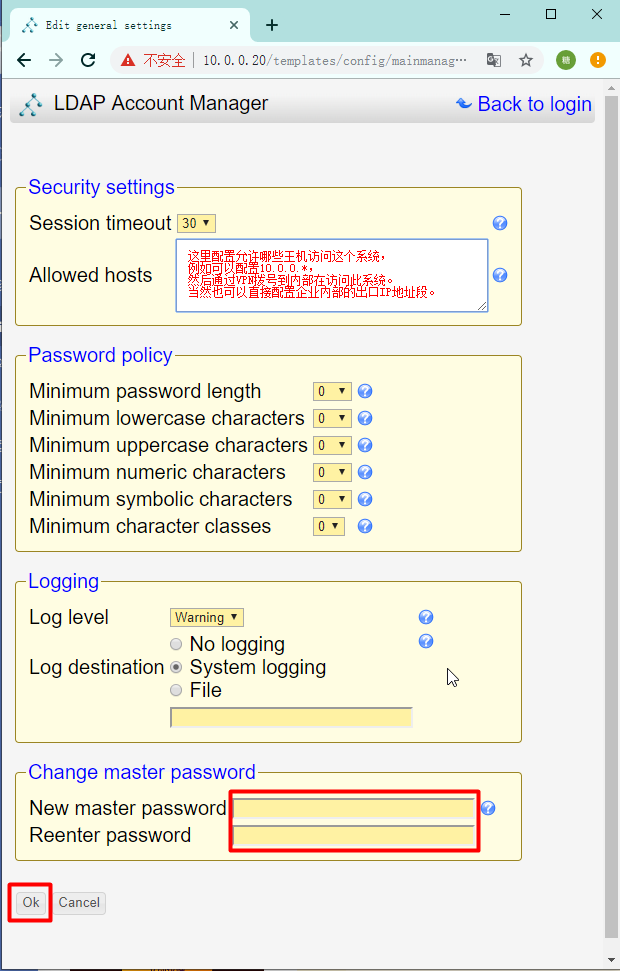 Edit general settings
不安全 10.0.0.20/templates/config/mainmanag…
糖
LDAP Account Manager
Back to login
Security settings
Session timeout 30
Allowed hosts
这里配置允许哪些主机访问这个系统，
例如可以配置10.0.0.*，
然后通过VPN拨号到内部在访问此系统。
当然也可以直接配置企业内部的出口IP地址段。
Password policy
Minimum password length 0
Minimum lowercase characters 0
Minimum uppercase characters 0
Minimum numeric characters 0
Minimum symbolic characters 0
Minimum character classes 0
Logging
Log level Warning
No logging
Log destination System logging
File
Change master password
New master password
Reenter password
Ok Cancel